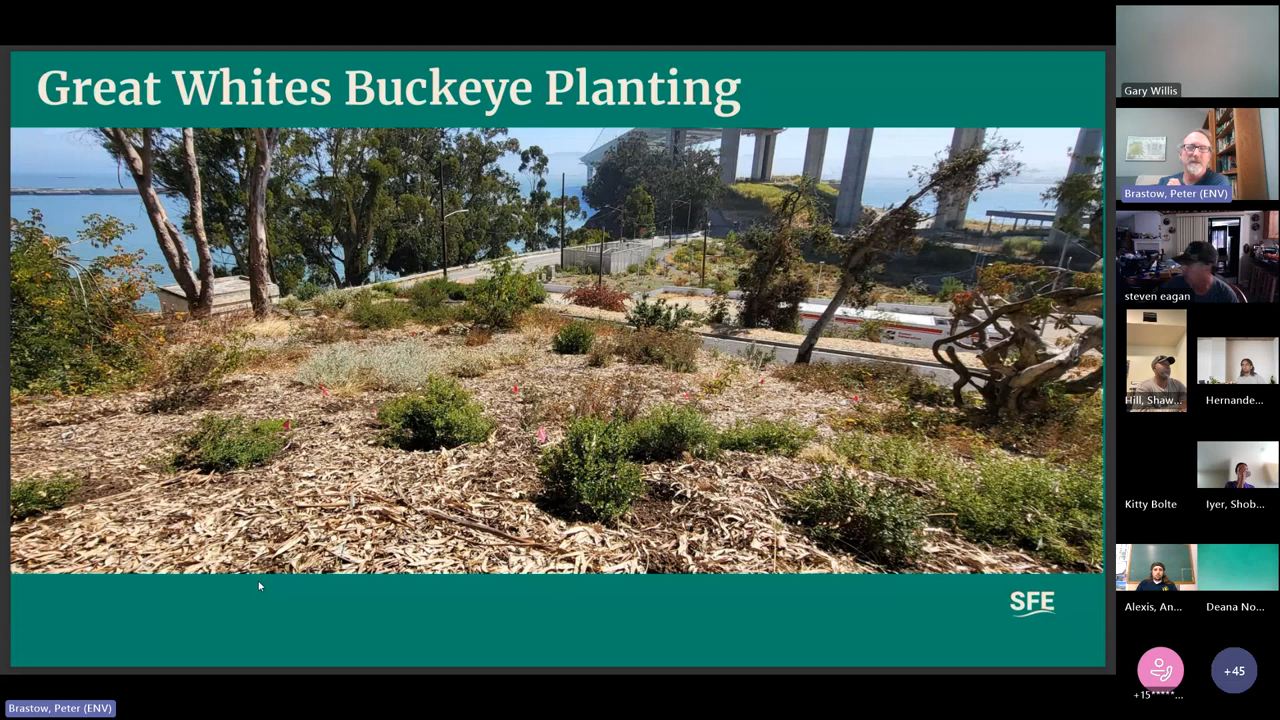 Great Whites Buckeye Planting
SFE
Gary Willis
Brastow, Peter (ENV)
steven eagan
Hill, Shaw...
Hernande...
Kitty Bolte
Iyer, Shob...
Alexis, An...
Deana No...
+15*****...
+45
Brastow, Peter (ENV)